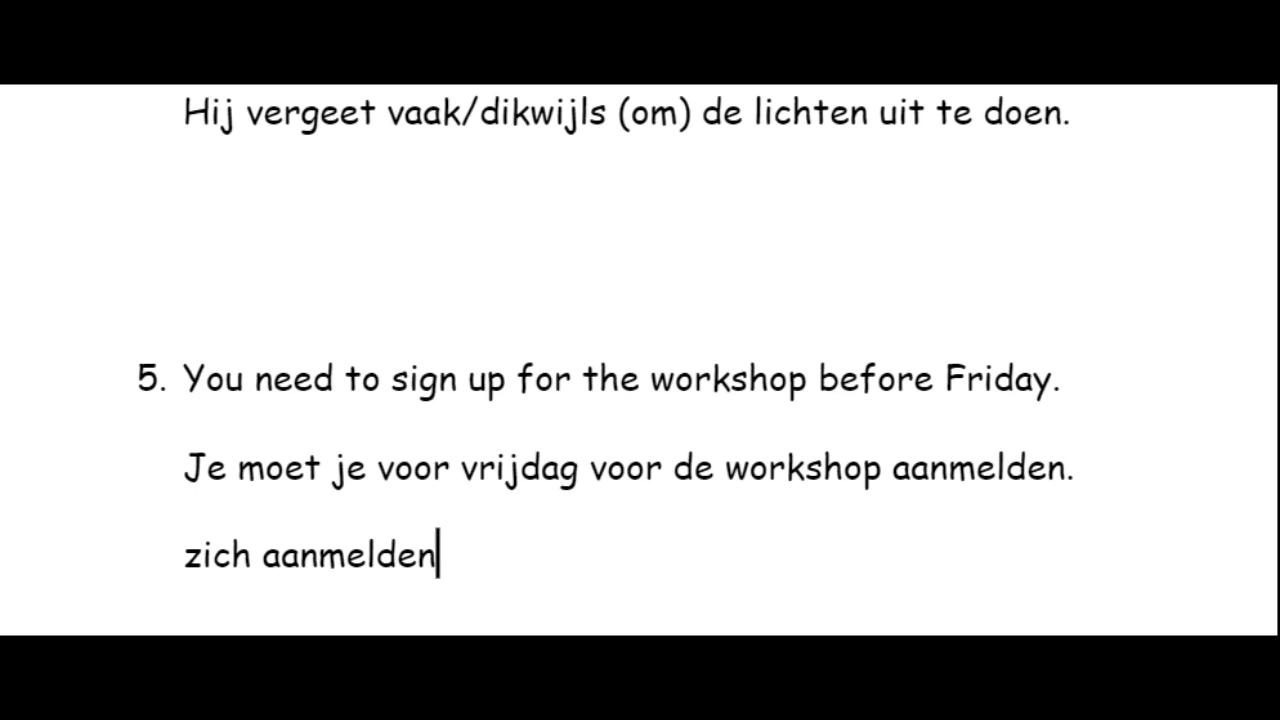 Hij vergeet vaak/dikwijls (om) de lichten uit te doen.
5. You need to sign up for the workshop before Friday.
Je moet je voor vrijdag voor de workshop aanmelden.
zich aanmelden